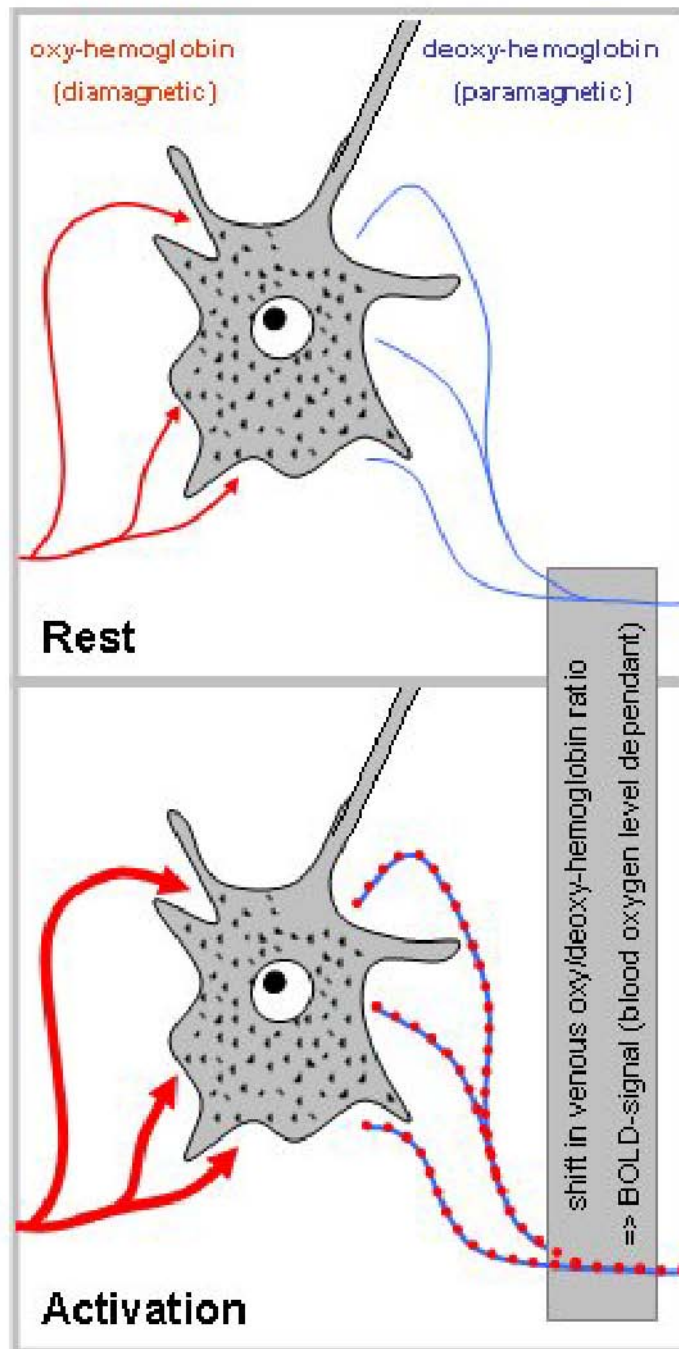 oxy-hemoglobin
(diamagnetic)
deoxy-hemoglobin
(paramagnetic)
Rest
shift in venous oxy/deoxy-hemoglobin ratio
=> BOLD-signal (blood oxygen level dependant)
Activation